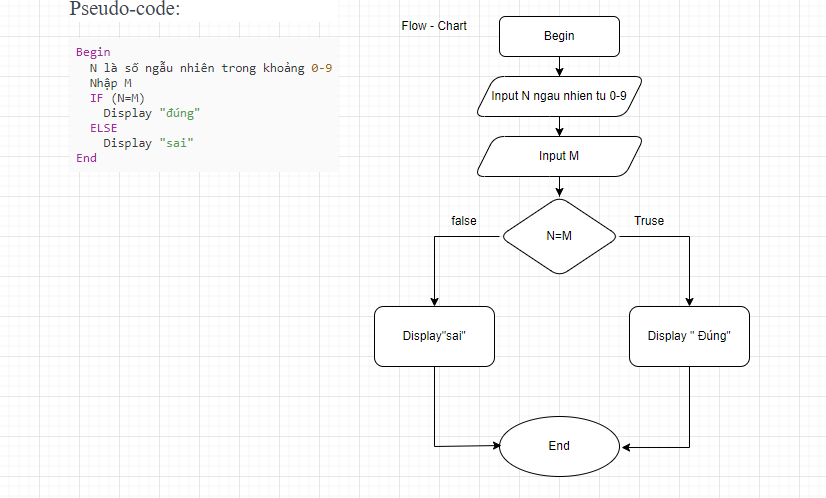 Pseudo-code:
Begin
N là số ngẫu nhiên trong khoảng 0-9
Nhập M
IF (N=M)
Display "đúng"
ELSE
Display "sai"
End
Flow - Chart
Begin
Input N ngau nhien tu 0-9
Input M
N=M
false
Truse
Display"sai"
Display " Đúng"
End